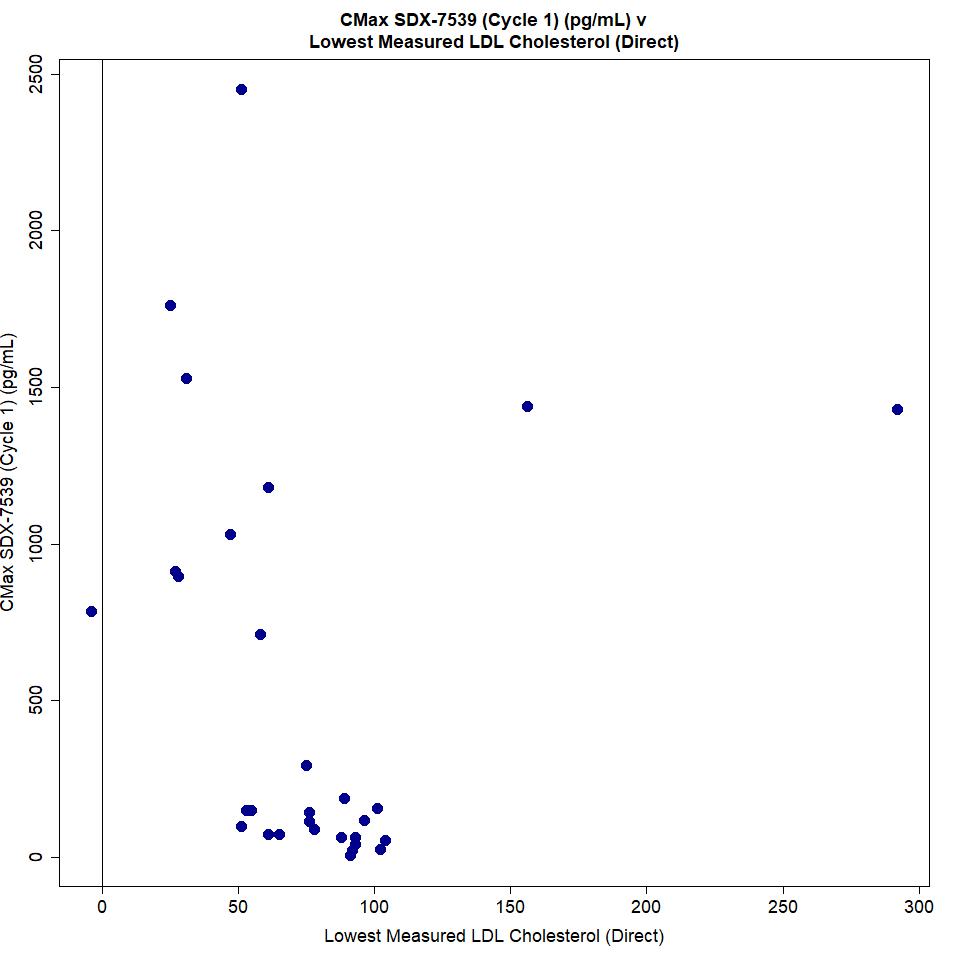 CMax SDX-7539 (Cycle 1) (pg/mL) v
Lowest Measured LDL Cholesterol (Direct)
CMax SDX-7539 (Cycle 1) (pg/mL)
2500
2000
1500
1000
500
0
0 50 100 150 200 250 300
Lowest Measured LDL Cholesterol (Direct)